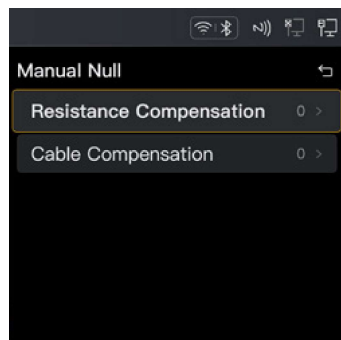 Manual Null
Resistance Compensation 0 >
Cable Compensation 0 >